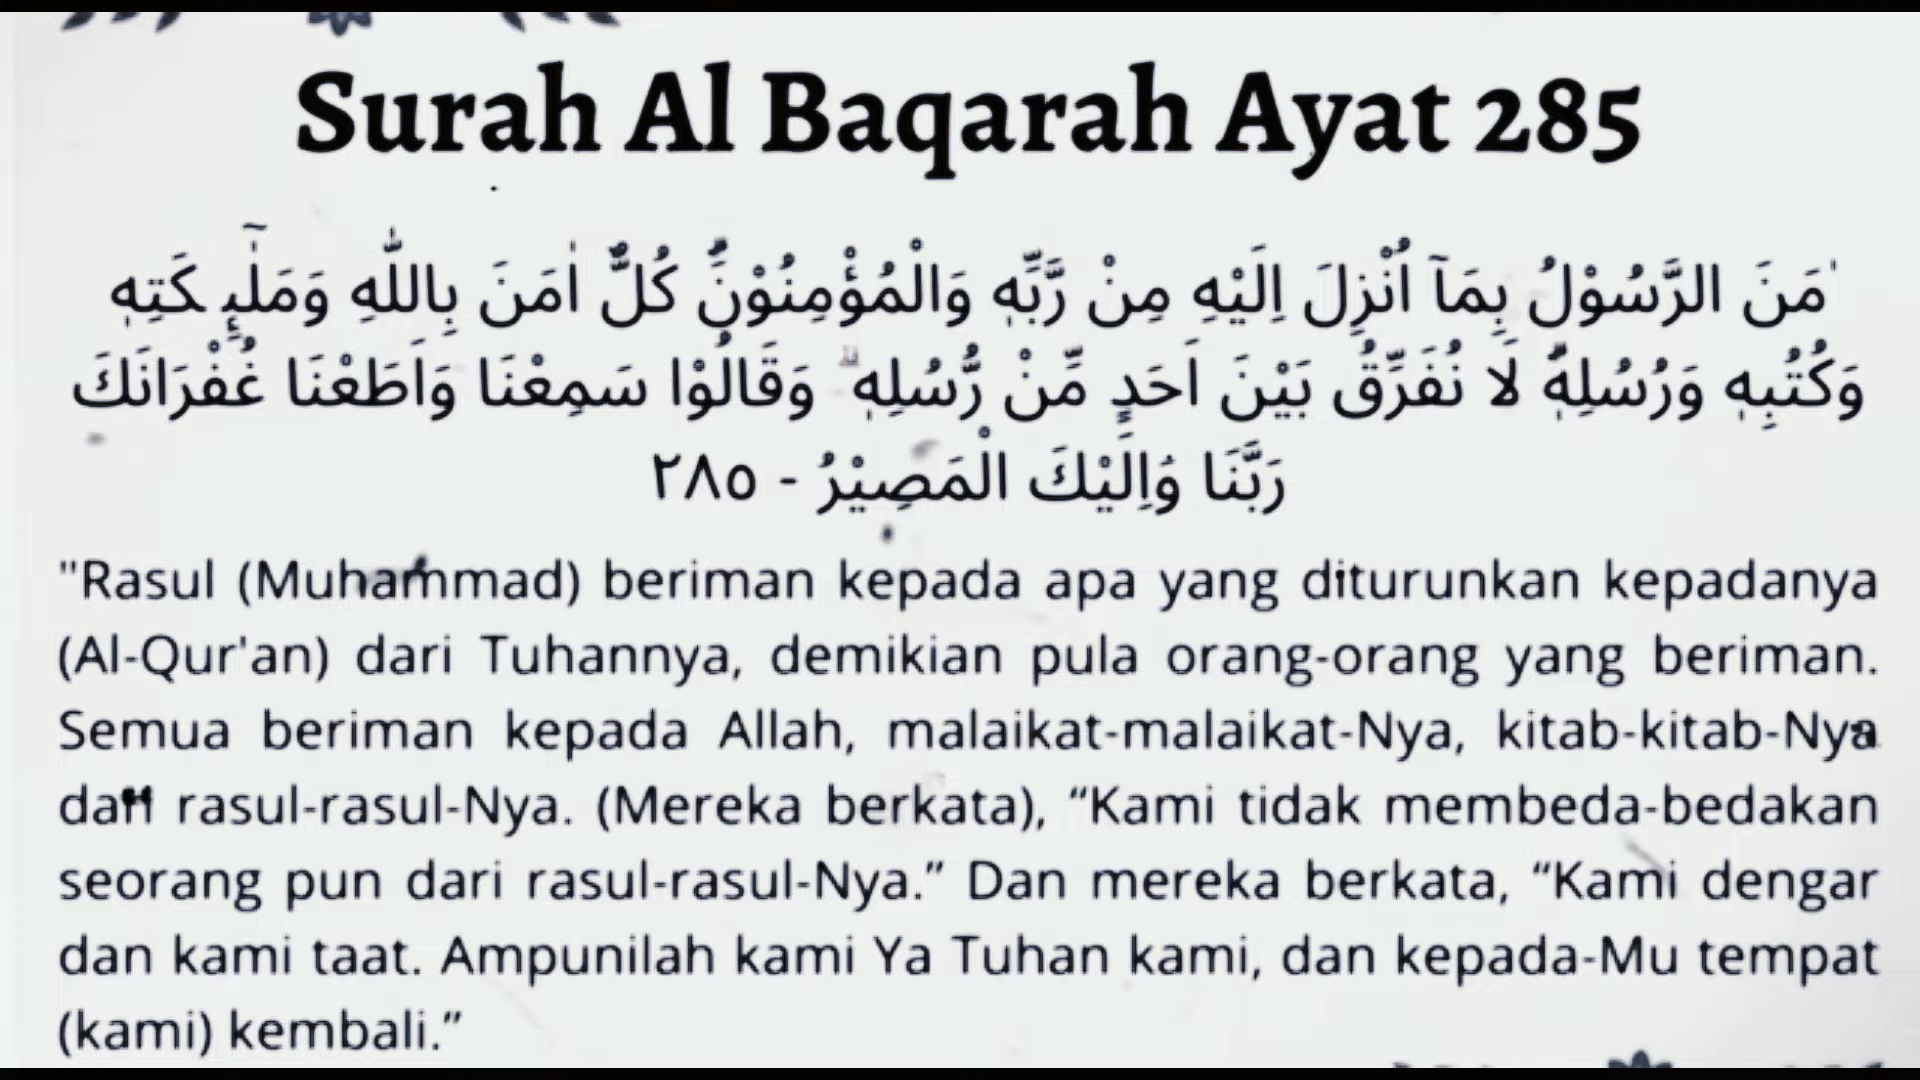 Surah Al Baqarah Ayat 285
ٰمَنَ الرَّسُوْلُ بِمَآ اُنْزِلَ اِلَيْهِ مِنْ رَّبِّهٖ وَالْمُؤْمِنُوْنَۗ كُلٌّ اٰمَنَ بِاللّٰهِ وَمَلٰۤىِٕكَتِهٖ
وَكُتُبِهٖ وَرُسُلِهٖۗ لَا نُفَرِّقُ بَيْنَ اَحَدٍ مِّنْ رُّسُلِهٖ ۗ وَقَالُوْا سَمِعْنَا وَاَطَعْنَا غُفْرَانَكَ
رَبَّنَا وَاِلَيْكَ الْمَصِيْرُ - ٢٨٥
"Rasul (Muhammad) beriman kepada apa yang diturunkan kepadanya
(Al-Qur'an) dari Tuhannya, demikian pula orang-orang yang beriman.
Semua beriman kepada Allah, malaikat-malaikat-Nya, kitab-kitab-Nya
dan rasul-rasul-Nya. (Mereka berkata), “Kami tidak membeda-bedakan
seorang pun dari rasul-rasul-Nya.” Dan mereka berkata, “Kami dengar
dan kami taat. Ampunilah kami Ya Tuhan kami, dan kepada-Mu tempat
(kami) kembali.”